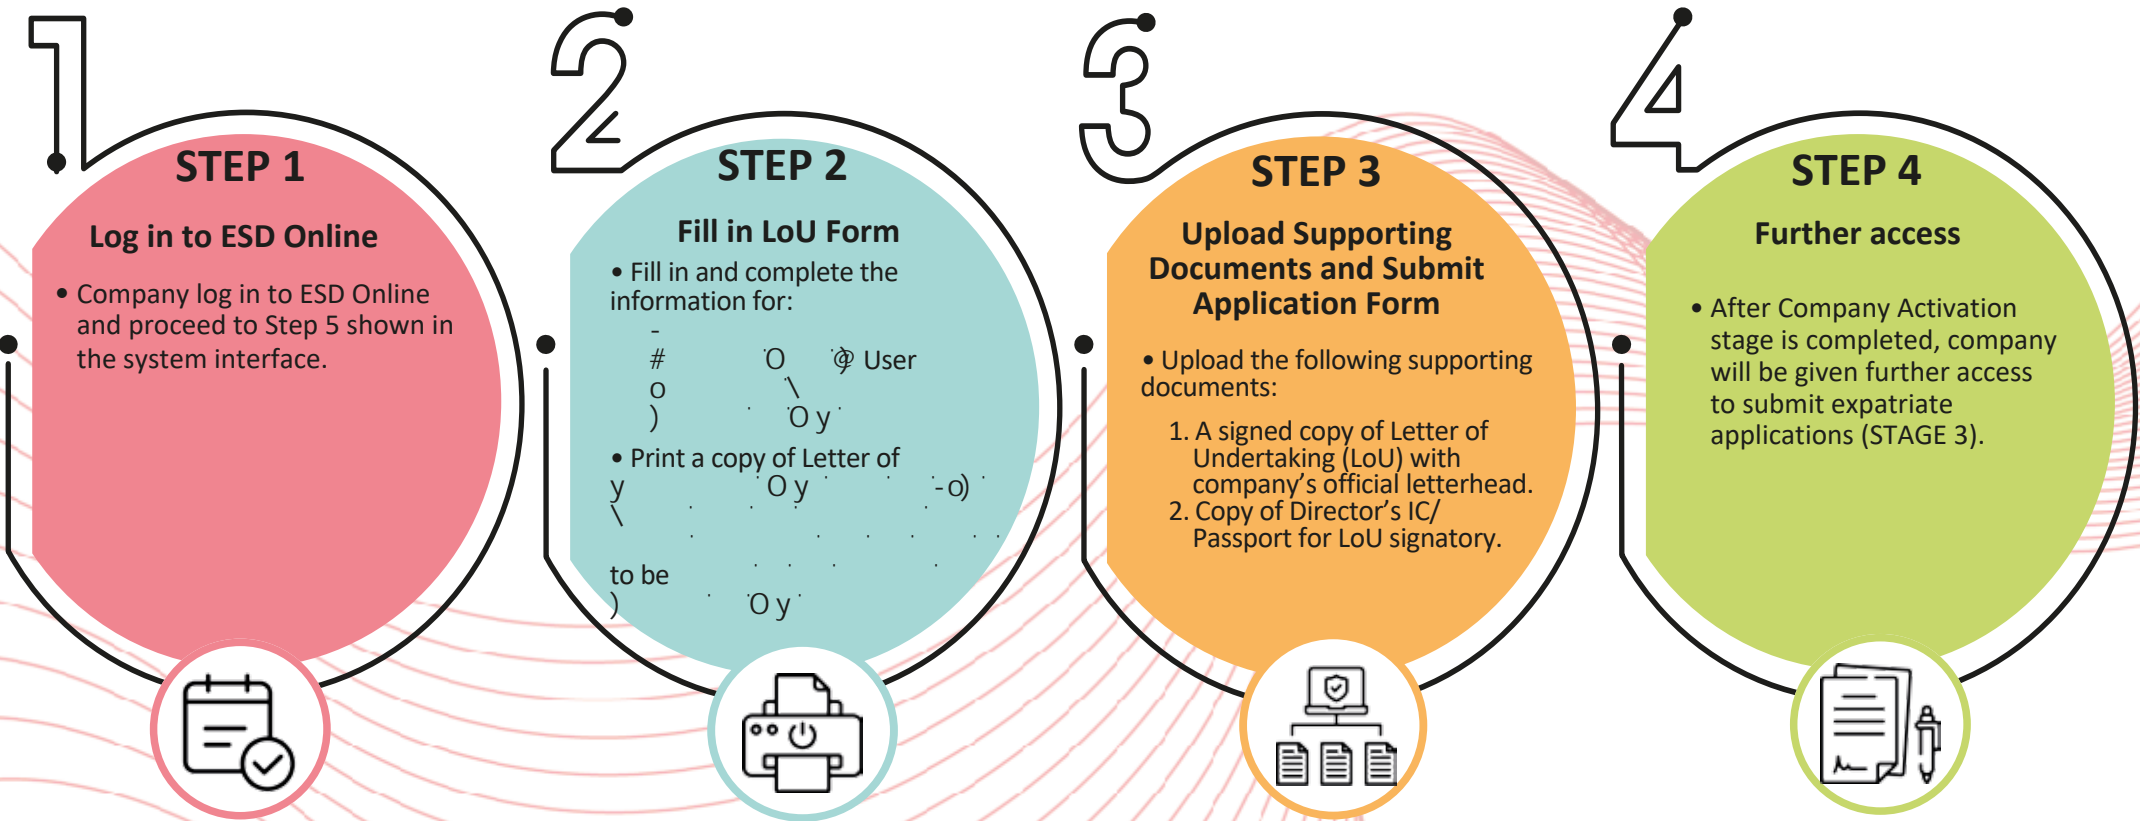 1
STEP 1
Log in to ESD Online
• Company log in to ESD Online
and proceed to Step 5 shown in
the system interface.
2
STEP 2
Fill in LoU Form
• Fill in and complete the
information for:
-
# O @ User
o \
) O y
• Print a copy of Letter of
y O y -o)
\
to be
) O y
3
STEP 3
Upload Supporting
Documents and Submit
Application Form
• Upload the following supporting
documents:
1. A signed copy of Letter of
Undertaking (LoU) with
company’s official letterhead.
2. Copy of Director’s IC/
Passport for LoU signatory.
4
STEP 4
Further access
• After Company Activation
stage is completed, company
will be given further access
to submit expatriate
applications (STAGE 3).